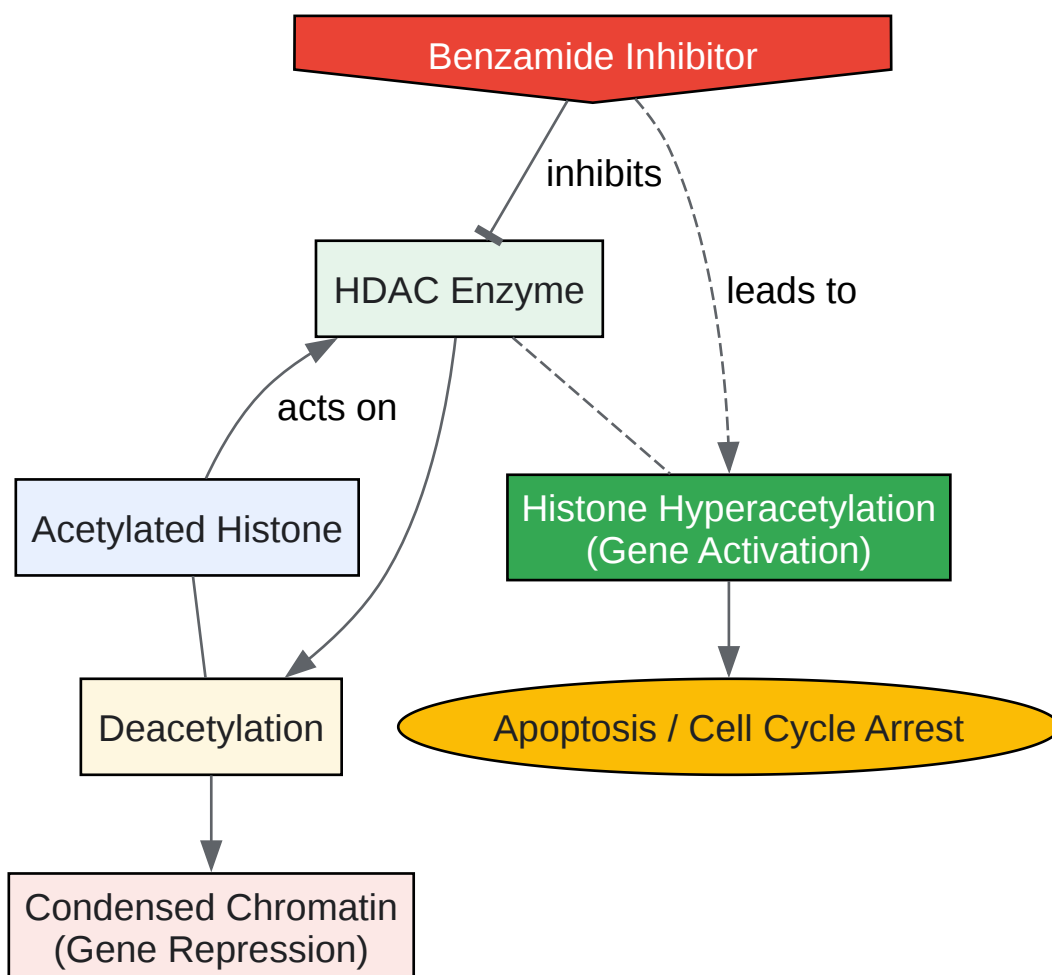 Benzamide Inhibitor
inhibits
HDAC Enzyme
leads to
acts on
Acetylated Histone
Histone Hyperacetylation
(Gene Activation)
Deacetylation
Apoptosis / Cell Cycle Arrest
Condensed Chromatin
(Gene Repression)